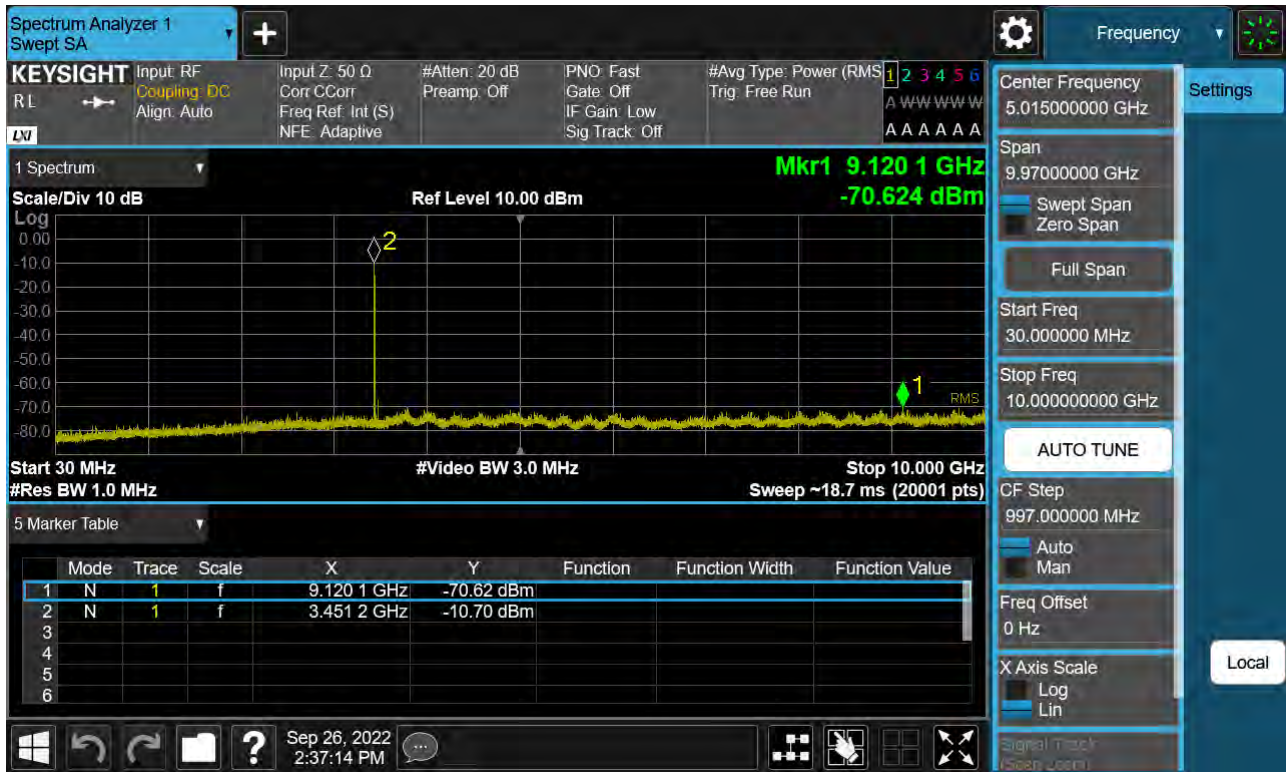 Spectrum Analyzer 1
Swept SA
+
Frequency
KEYSIGHT
RL
LXI
Input: RF
Coupling: DC
Align: Auto
Input Z: 50 Ω
Corr CCorr
Freq Ref: Int (S)
NFE: Adaptive
#Atten: 20 dB
Preamp: Off
PNO: Fast
Gate: Off
IF Gain: Low
Sig Track: Off
#Avg Type: Power (RMS
Trig: Free Run
1 2 3 4 5 6
A W W W W W
A A A A A A
1 Spectrum
Mkr1 9.120 1 GHz
-70.624 dBm
Scale/Div 10 dB
Ref Level 10.00 dBm
Log
0.00
-10.0
-20.0
-30.0
-40.0
-50.0
-60.0
-70.0
-80.0
2
1
RMS
Start 30 MHz
#Video BW 3.0 MHz
Stop 10.000 GHz
#Res BW 1.0 MHz
Sweep ~18.7 ms (20001 pts)
5 Marker Table
Mode Trace Scale X Y Function Function Width Function Value
1 N 1 f 9.120 1 GHz -70.62 dBm
2 N 1 f 3.451 2 GHz -10.70 dBm
3
4
5
6
Sep 26, 2022
2:37:14 PM
?
Center Frequency
5.015000000 GHz
Settings
Span
9.97000000 GHz
Swept Span
Zero Span
Full Span
Start Freq
30.000000 MHz
Stop Freq
10.000000000 GHz
AUTO TUNE
CF Step
997.000000 MHz
Auto
Man
Freq Offset
0 Hz
X Axis Scale
Log
Lin
Local
Signal Track
(Span Zoom)